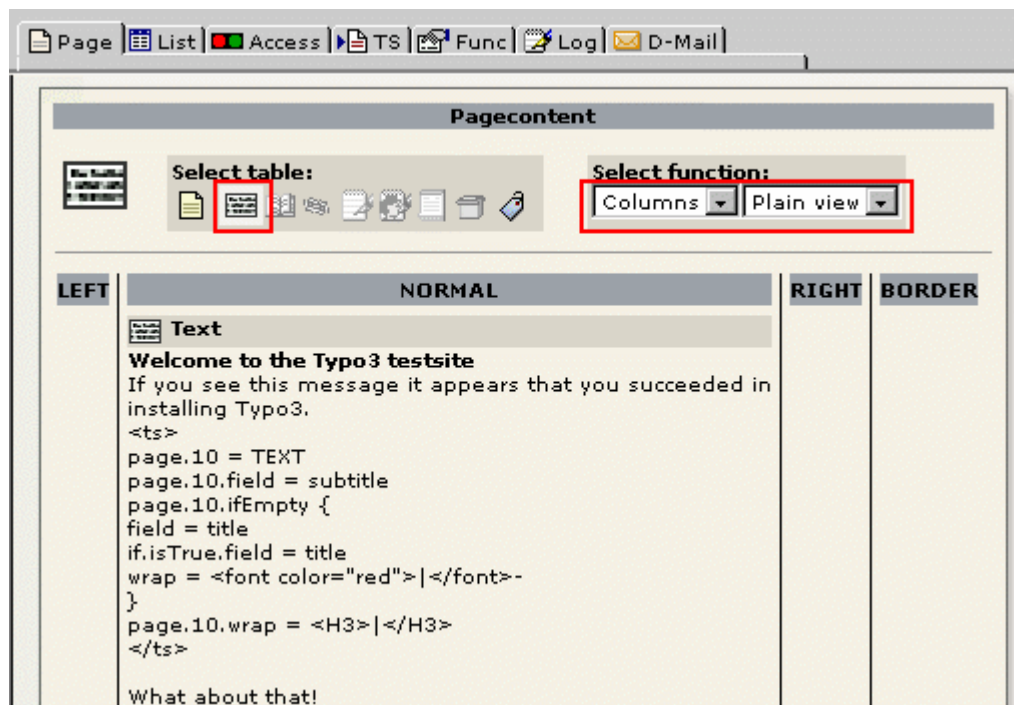 Page List Access TS Func Log D-Mail
Pagecontent
Select table:
Select function:
Columns Plain view
LEFT NORMAL RIGHT BORDER
Text
Welcome to the Typo3 testsite
If you see this message it appears that you succeeded in
installing Typo3.
<ts>
page.10 = TEXT
page.10.field = subtitle
page.10.ifEmpty {
field = title
if.isTrue.field = title
wrap = <font color="red">|</font>-
}
page.10.wrap = <H3>|</H3>
</ts>
What about that!